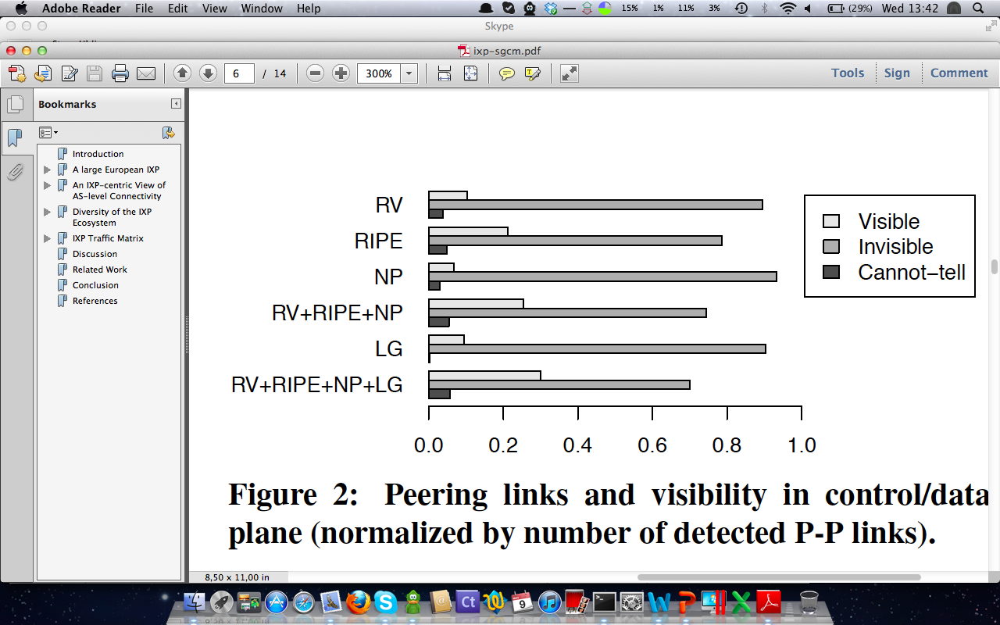 Adobe Reader File Edit View Window Help 15% 1% 11% 3% (29%) Wed 13:42
Skype
ixp-sgcm.pdf
6 / 14 300% Tools Sign Comment
Bookmarks
Introduction
A large European IXP
An IXP-centric View of
AS-level Connectivity
Diversity of the IXP
Ecosystem
IXP Traffic Matrix
Discussion
Related Work
Conclusion
References
RV
RIPE
NP
RV+RIPE+NP
LG
RV+RIPE+NP+LG
0.0 0.2 0.4 0.6 0.8 1.0
Visible
Invisible
Cannot−tell
Figure 2: Peering links and visibility in control/data
plane (normalized by number of detected P-P links).
8,50 x 11,00 in
Ct
9